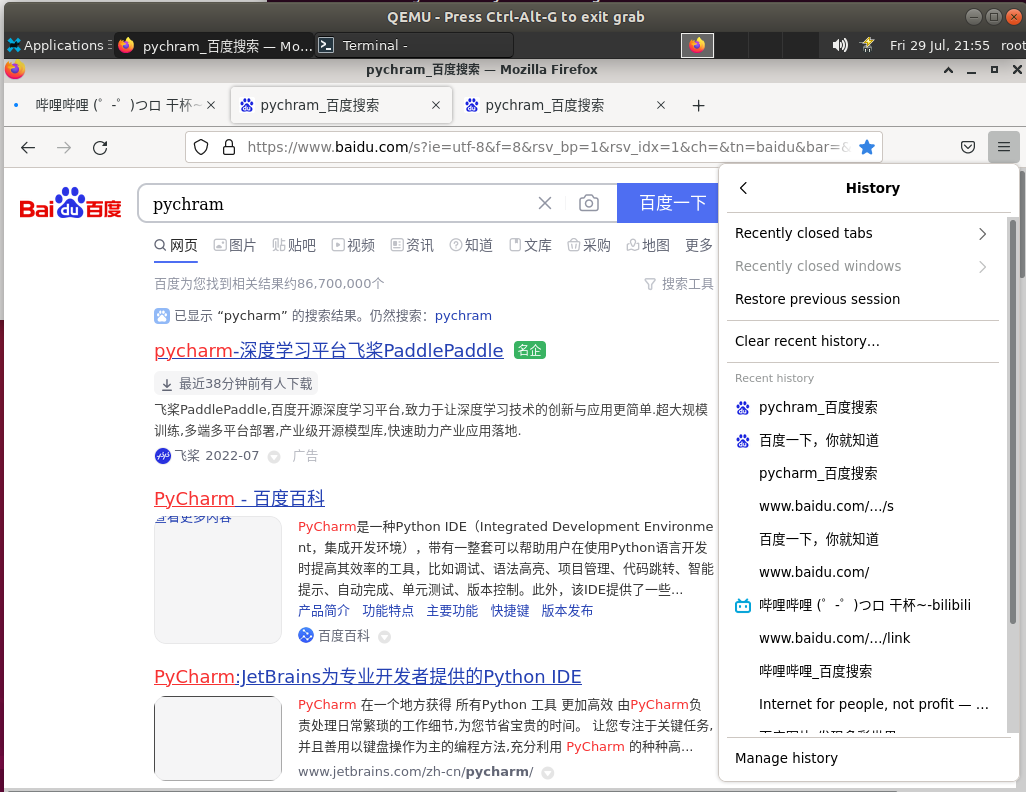 QEMU - Press Ctrl-Alt-G to exit grab
Applications
pychram_百度搜索 — Mo...
Terminal -
Fri 29 Jul, 21:55
root
pychram_百度搜索 — Mozilla Firefox
哔哩哔哩 (゜-゜)つロ 干杯~
pychram_百度搜索
pychram_百度搜索
https://www.baidu.com/s?ie=utf-8&f=8&rsv_bp=1&rsv_idx=1&ch=&tn=baidu&bar=&
Bai du 百度
pychram
百度一下
网页 图片 贴吧 视频 资讯 知道 文库 采购 地图 更多
百度为您找到相关结果约86,700,000个
搜索工具
已显示 “pycharm” 的搜索结果。仍然搜索：pychram
pycharm-深度学习平台飞桨PaddlePaddle 名企
最近38分钟前有人下载
飞桨PaddlePaddle,百度开源深度学习平台,致力于让深度学习技术的创新与应用更简单.超大规模
训练,多端多平台部署,产业级开源模型库,快速助力产业应用落地.
飞桨 2022-07 广告
PyCharm - 百度百科
查看更多内容
PyCharm是一种Python IDE（Integrated Development Environme
nt，集成开发环境），带有一整套可以帮助用户在使用Python语言开发
时提高其效率的工具，比如调试、语法高亮、项目管理、代码跳转、智能
提示、自动完成、单元测试、版本控制。此外，该IDE提供了一些...
产品简介 功能特点 主要功能 快捷键 版本发布
百度百科
PyCharm:JetBrains为专业开发者提供的Python IDE
PyCharm 在一个地方获得 所有Python 工具 更加高效 由PyCharm负
责处理日常繁琐的工作细节,为您节省宝贵的时间。 让您专注于关键任务,
并且善用以键盘操作为主的编程方法,充分利用 PyCharm 的种种高...
www.jetbrains.com/zh-cn/pycharm/
History
Recently closed tabs
Recently closed windows
Restore previous session
Clear recent history...
Recent history
pychram_百度搜索
百度一下，你就知道
pycharm_百度搜索
www.baidu.com/…/s
百度一下，你就知道
www.baidu.com/
哔哩哔哩 (゜-゜)つロ 干杯~-bilibili
www.baidu.com/…/link
哔哩哔哩_百度搜索
Internet for people, not profit — ...
Manage history